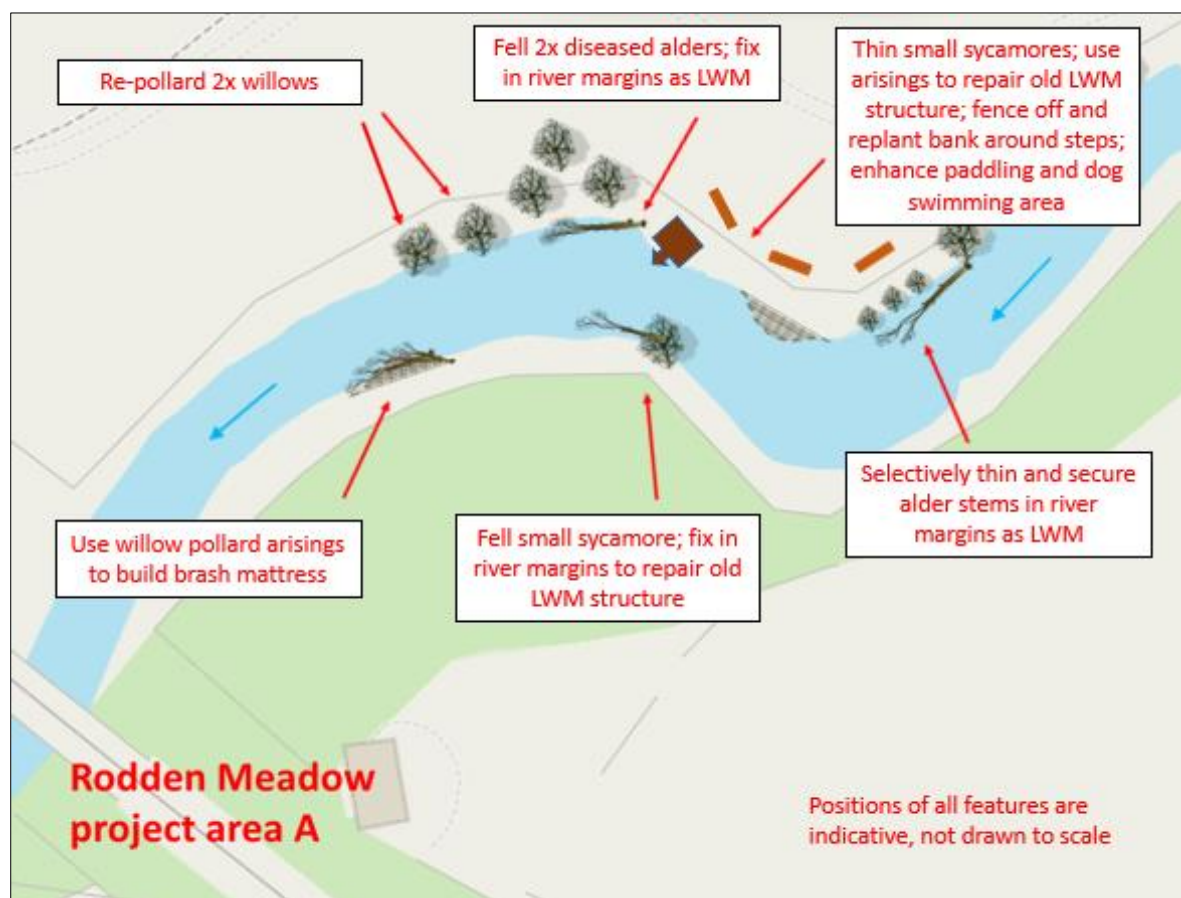 Re-pollard 2x willows
Fell 2x diseased alders; fix
in river margins as LWM
Thin small sycamores; use
arisings to repair old LWM
structure; fence off and
replant bank around steps;
enhance paddling and dog
swimming area
Use willow pollard arisings
to build brash mattress
Fell small sycamore; fix in
river margins to repair old
LWM structure
Selectively thin and secure
alder stems in river
margins as LWM
Rodden Meadow
project area A
Positions of all features are
indicative, not drawn to scale